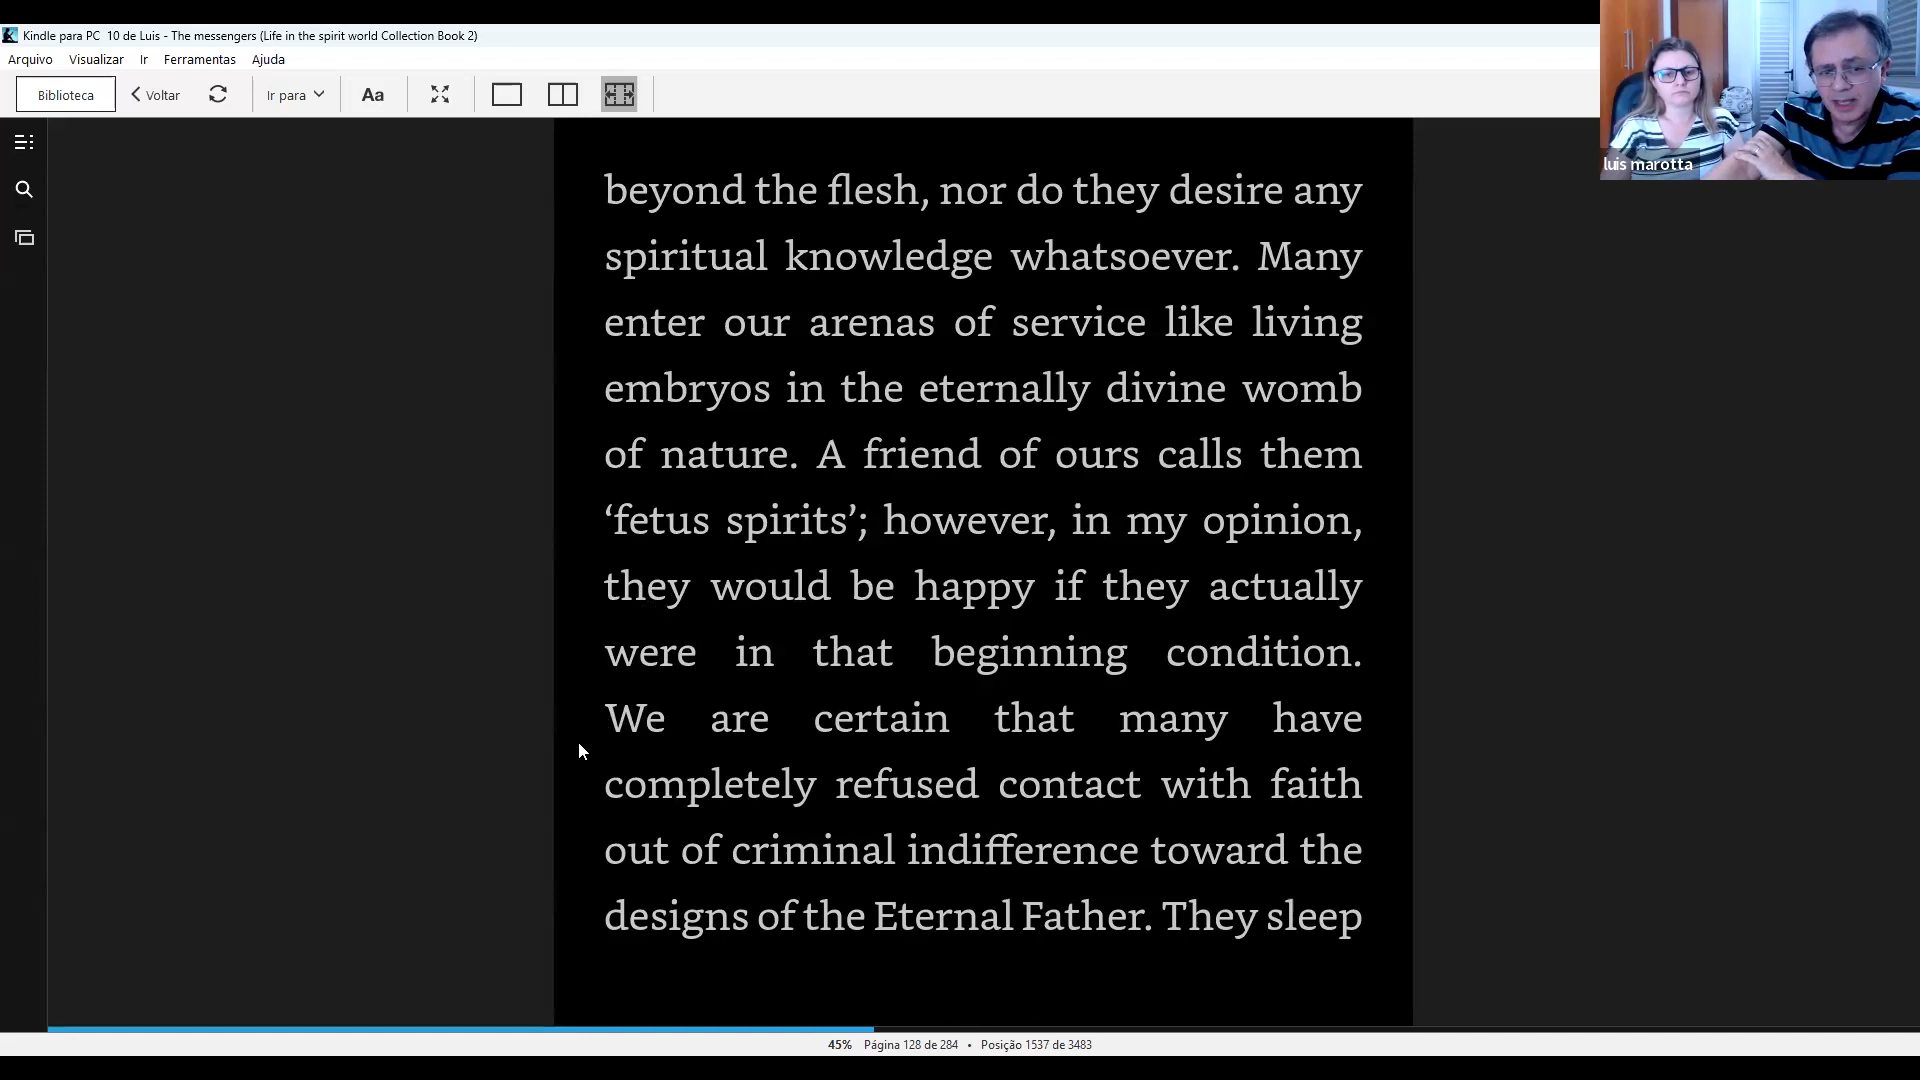 Kindle para PC 10 de Luis - The messengers (Life in the spirit world Collection Book 2)
Arquivo Visualizar Ir Ferramentas Ajuda
Biblioteca Voltar Ir para Aa
luis marotta
beyond the flesh, nor do they desire any
spiritual knowledge whatsoever. Many
enter our arenas of service like living
embryos in the eternally divine womb
of nature. A friend of ours calls them
‘fetus spirits’; however, in my opinion,
they would be happy if they actually
were in that beginning condition.
We are certain that many have
completely refused contact with faith
out of criminal indifference toward the
designs of the Eternal Father. They sleep
45% Página 128 de 284 • Posição 1537 de 3483